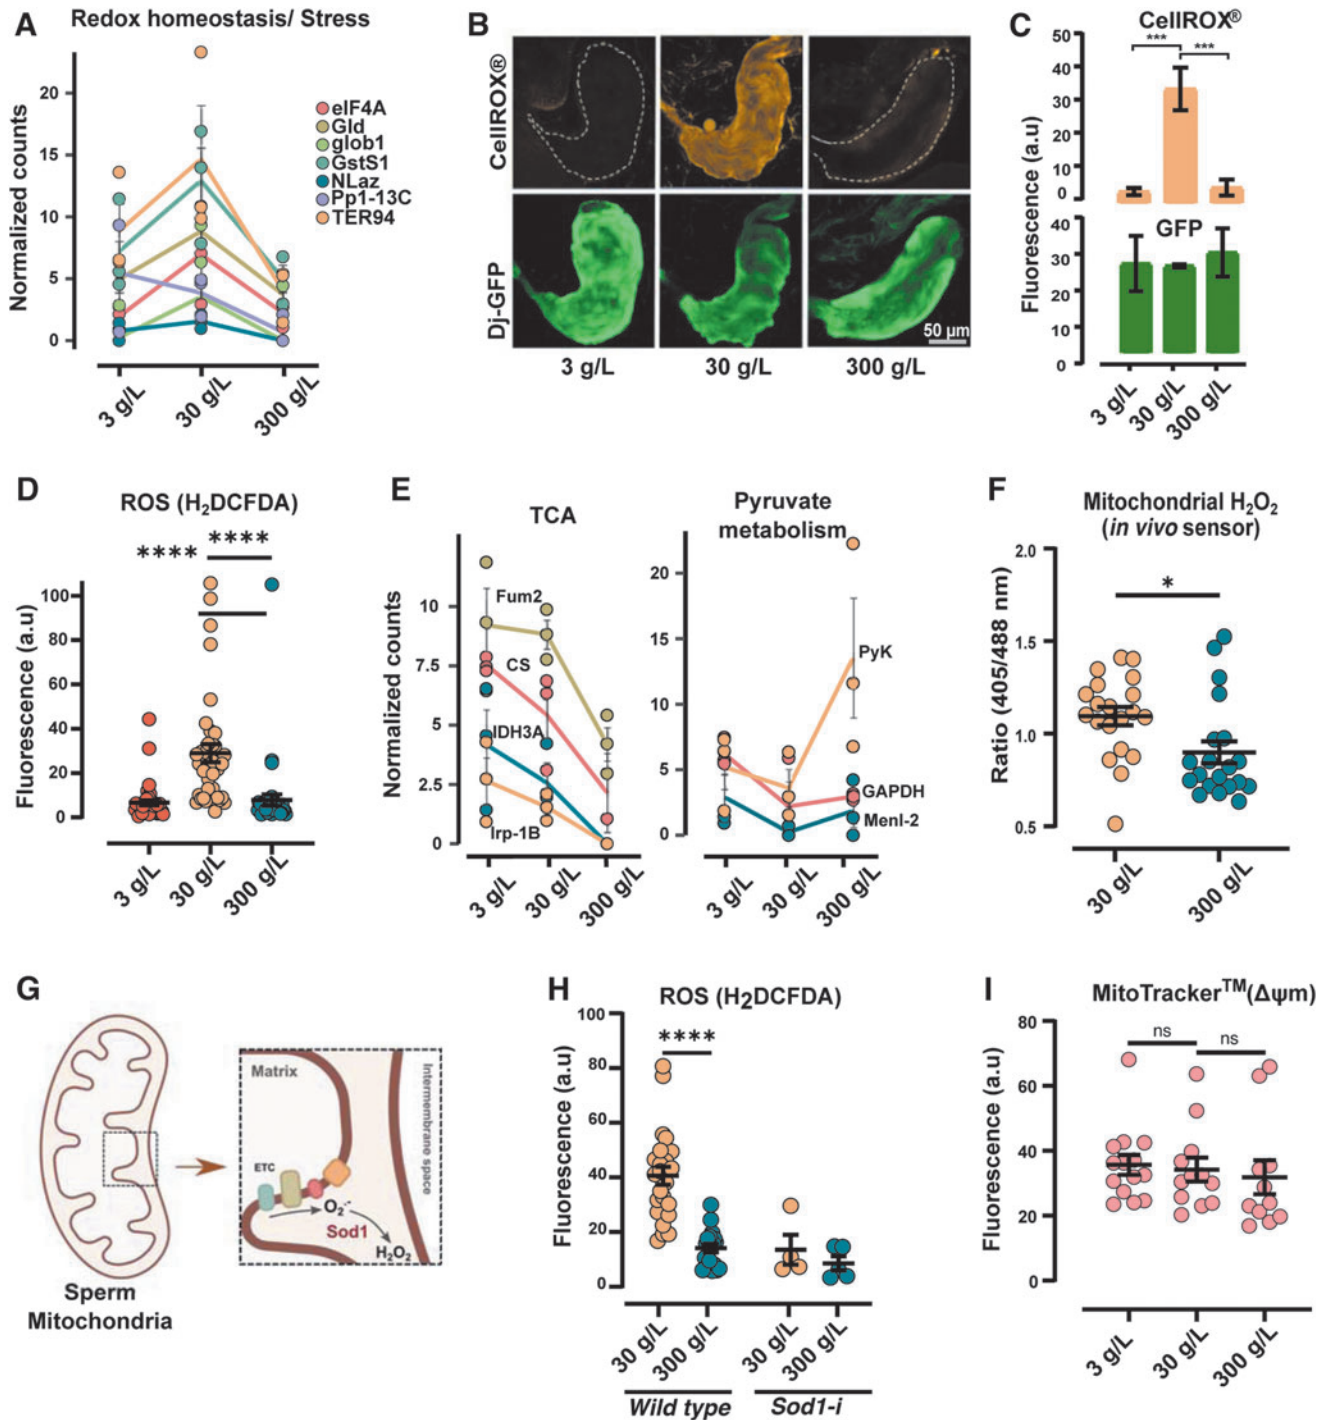 A
Redox homeostasis/ Stress
Normalized counts
20
15
10
5
0
eIF4A
Gld
glob1
GstS1
NLaz
Pp1-13C
TER94
3 g/L
30 g/L
300 g/L
B
CellROX®
Dj-GFP
50 µm
3 g/L
30 g/L
300 g/L
C
CellROX®
***
***
50
40
30
20
10
0
Fluorescence (a.u)
GFP
40
30
20
10
0
3 g/L
30 g/L
300 g/L
D
ROS (H₂DCFDA)
****
****
Fluorescence (a.u)
100
80
60
40
20
0
3 g/L
30 g/L
300 g/L
E
TCA
Normalized counts
10
7.5
5
2.5
0
Fum2
CS
IDH3A
Irp-1B
3 g/L
30 g/L
300 g/L
Pyruvate
metabolism
20
15
10
5
0
PyK
GAPDH
Menl-2
3 g/L
30 g/L
300 g/L
F
Mitochondrial H₂O₂
(in vivo sensor)
Ratio (405/488 nm)
*
2.0
1.5
1.0
0.5
30 g/L
300 g/L
G
Sperm
Mitochondria
Matrix
Intermembrane space
ETC
O₂·-
Sod1
H₂O₂
H
ROS (H₂DCFDA)
****
Fluorescence (a.u)
100
80
60
40
20
0
30 g/L
300 g/L
30 g/L
300 g/L
Wild type
Sod1-i
I
MitoTracker™(Δψm)
ns
ns
Fluorescence (a.u)
80
60
40
20
0
3 g/L
30 g/L
300 g/L